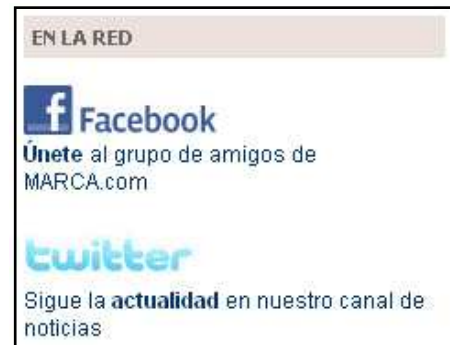 EN LA RED
Facebook
Únete al grupo de amigos de
MARCA.com
twitter
Sigue la actualidad en nuestro canal de
noticias